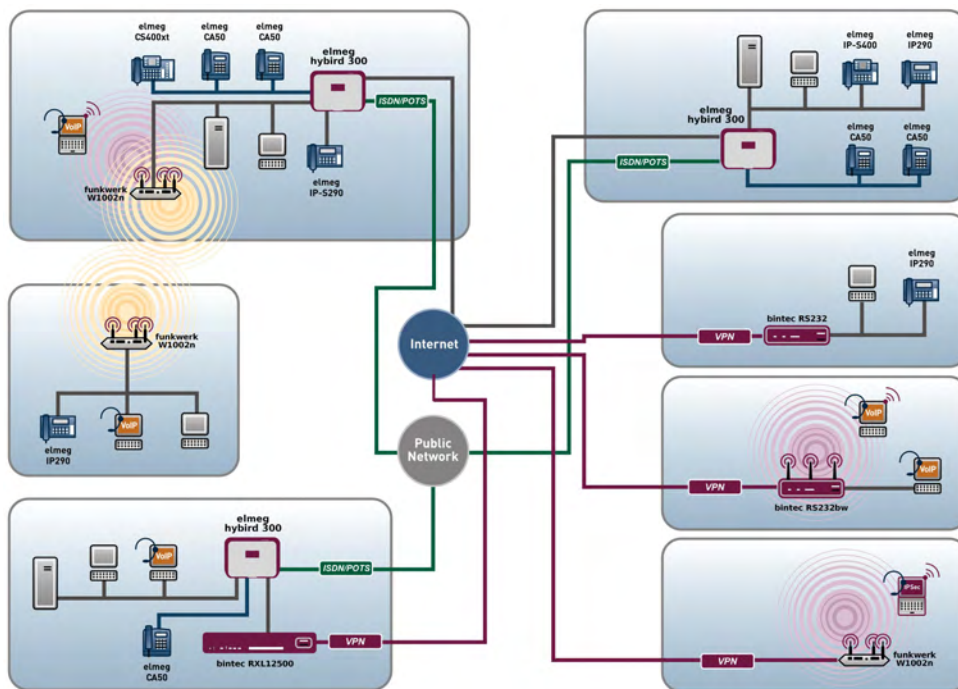 elmeg
CS400xt
elmeg
CA50
elmeg
CA50
elmeg
hybird 300
ISDN/POTS
VoIP
funkwerk
W1002n
elmeg
IP-S290
elmeg
IP-S400
elmeg
IP290
elmeg
hybird 300
ISDN/POTS
elmeg
CA50
elmeg
CA50
funkwerk
W1002n
elmeg
IP290
VoIP
Internet
Public
Network
elmeg
IP290
bintec RS232
VPN
VoIP
VoIP
VPN
bintec RS232bw
elmeg
hybird 300
VoIP
ISDN/POTS
elmeg
CA50
bintec RXL12500
VPN
IPSec
funkwerk
W1002n
VPN